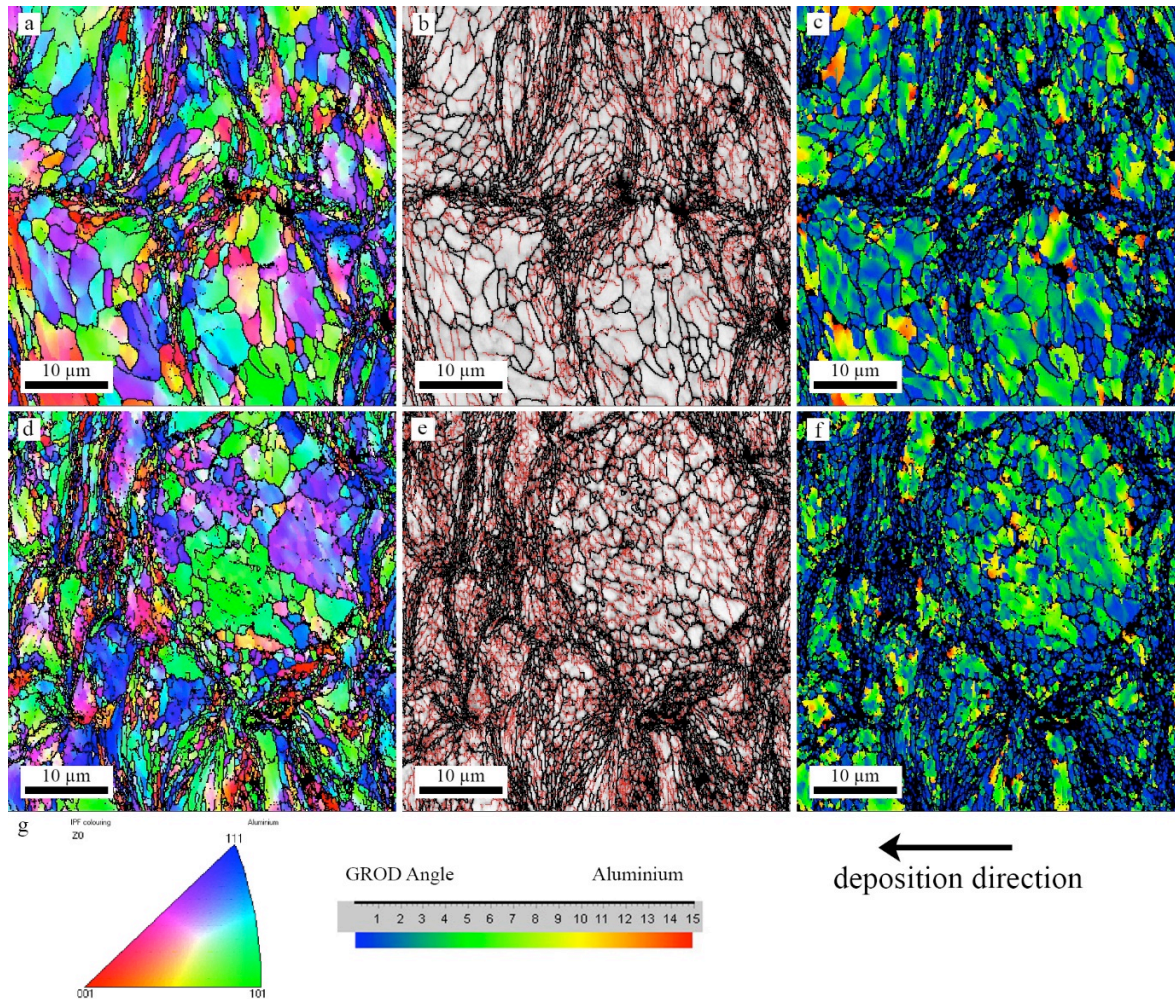 a
b
c
10 μm
10 μm
10 μm
d
e
f
10 μm
10 μm
10 μm
g
IPF colouring
Aluminium
Z0
111
001
101
GROD Angle
Aluminium
1 2 3 4 5 6 7 8 9 10 11 12 13 14 15
deposition direction